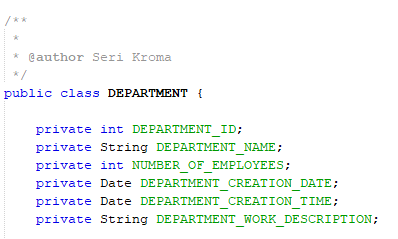 /**
 *
 * @author Seri Kroma
 */
public class DEPARTMENT {
    private int DEPARTMENT_ID;
    private String DEPARTMENT_NAME;
    private int NUMBER_OF_EMPLOYEES;
    private Date DEPARTMENT_CREATION_DATE;
    private Date DEPARTMENT_CREATION_TIME;
    private String DEPARTMENT_WORK_DESCRIPTION;